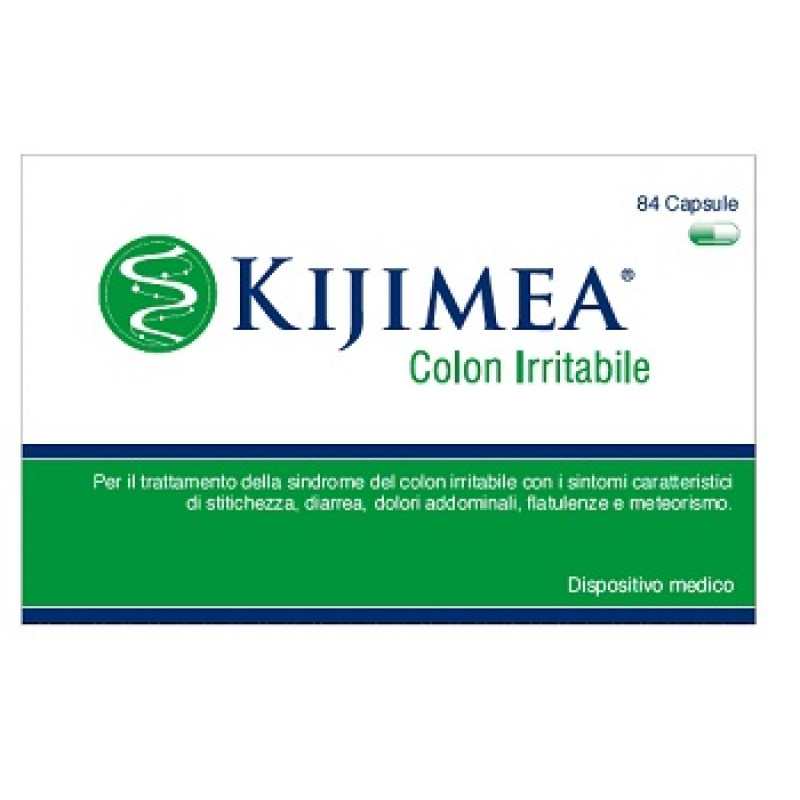 84 Capsule
KIJIMEA®
Colon Irritabile
Per il trattamento della sindrome del colon irritabile con i sintomi caratteristici
di stitichezza, diarrea, dolori addominali, flatulenze e meteorismo.
Dispositivo medico